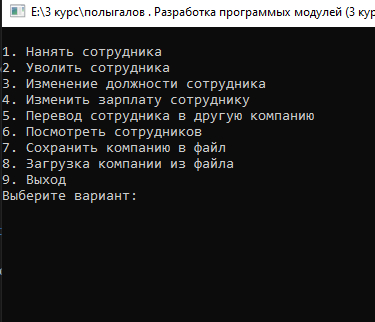 E:\3 курс\полыгалов . Разработка программых модулей (3 кур
1. Нанять сотрудника
2. Уволить сотрудника
3. Изменение должности сотрудника
4. Изменить зарплату сотруднику
5. Перевод сотрудника в другую компанию
6. Посмотреть сотрудников
7. Сохранить компанию в файл
8. Загрузка компании из файла
9. Выход
Выберите вариант: